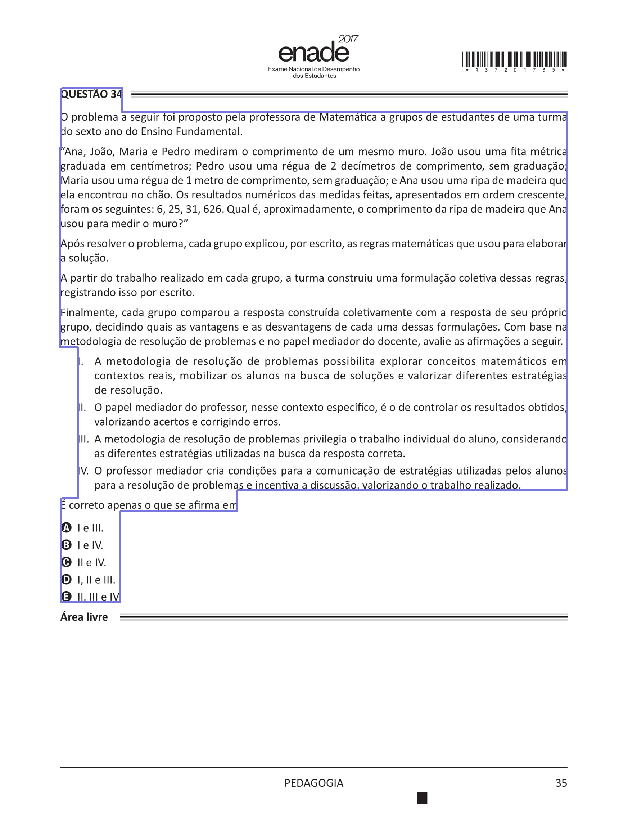 2017
enade
Exame Nacional de Desempenho
dos Estudantes
QUESTÃO 34
O problema a seguir foi proposto pela professora de Matemática a grupos de estudantes de uma turma
do sexto ano do Ensino Fundamental.
“Ana, João, Maria e Pedro mediram o comprimento de um mesmo muro. João usou uma fita métrica
graduada em centímetros; Pedro usou uma régua de 2 decímetros de comprimento, sem graduação;
Maria usou uma régua de 1 metro de comprimento, sem graduação; e Ana usou uma ripa de madeira que
ela encontrou no chão. Os resultados numéricos das medidas feitas, apresentados em ordem crescente,
foram os seguintes: 6, 25, 31, 626. Qual é, aproximadamente, o comprimento da ripa de madeira que Ana
usou para medir o muro?”
Após resolver o problema, cada grupo explicou, por escrito, as regras matemáticas que usou para elaborar
a solução.
A partir do trabalho realizado em cada grupo, a turma construiu uma formulação coletiva dessas regras,
registrando isso por escrito.
Finalmente, cada grupo comparou a resposta construída coletivamente com a resposta de seu próprio
grupo, decidindo quais as vantagens e as desvantagens de cada uma dessas formulações. Com base na
metodologia de resolução de problemas e no papel mediador do docente, avalie as afirmações a seguir.
I. A metodologia de resolução de problemas possibilita explorar conceitos matemáticos em
contextos reais, mobilizar os alunos na busca de soluções e valorizar diferentes estratégias
de resolução.
II. O papel mediador do professor, nesse contexto específico, é o de controlar os resultados obtidos,
valorizando acertos e corrigindo erros.
III. A metodologia de resolução de problemas privilegia o trabalho individual do aluno, considerando
as diferentes estratégias utilizadas na busca da resposta correta.
IV. O professor mediador cria condições para a comunicação de estratégias utilizadas pelos alunos
para a resolução de problemas e incentiva a discussão, valorizando o trabalho realizado.
É correto apenas o que se afirma em
A I e III.
B I e IV.
C II e IV.
D I, II e III.
E II, III e IV
Área livre
PEDAGOGIA
35